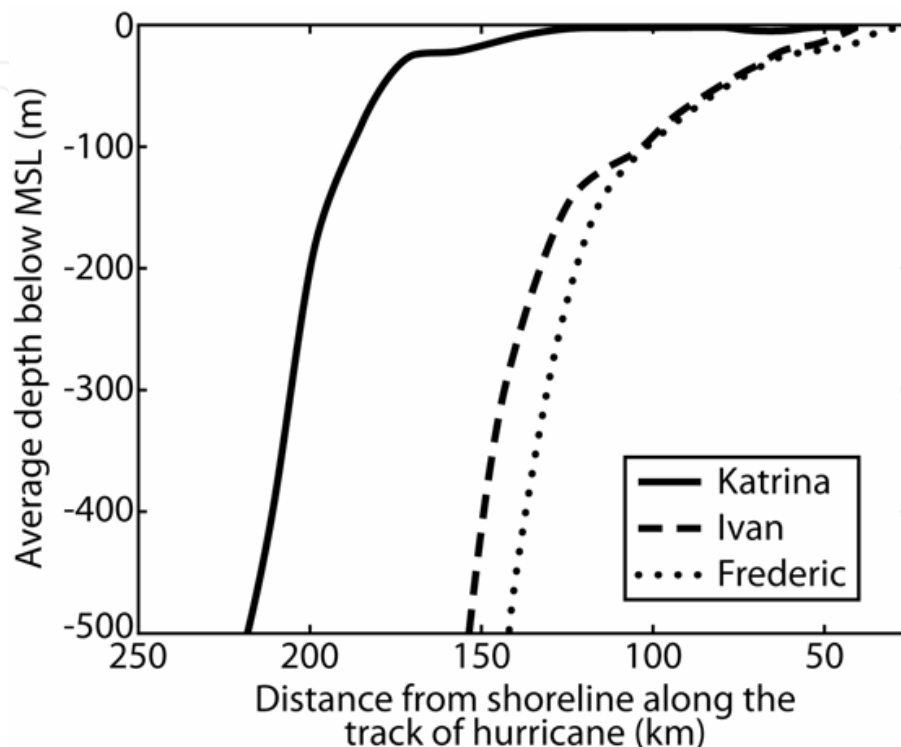 Average depth below MSL (m)
0
-100
-200
-300
-400
-500
Katrina
Ivan
Frederic
250
200
150
100
50
Distance from shoreline along the
track of hurricane (km)